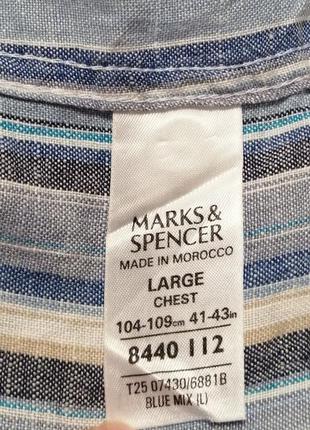 MARKS &
SPENCER
MADE IN MOROCCO
LARGE
CHEST
104-109cm 41-43in
8440 112
T25 07430/6881B
BLUE MIX (L)